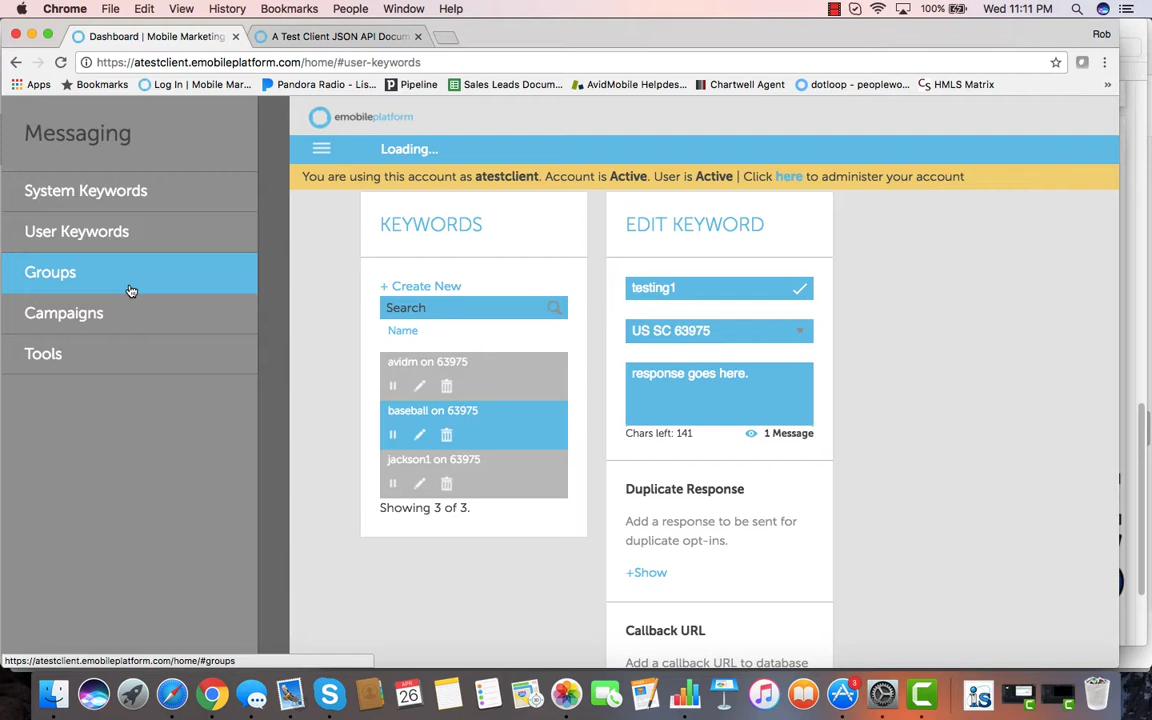 Chrome File Edit View History Bookmarks People Window Help 100% Wed 11:11 PM
Dashboard | Mobile Marketing A Test Client JSON API Docum Rob
https://atestclient.emobileplatform.com/home/#user-keywords
Apps Bookmarks Log In | Mobile Mar... Pandora Radio - Lis... Pipeline Sales Leads Docum... AvidMobile Helpdes... Chartwell Agent dotloop - peoplewo... HMLS Matrix »
Messaging
System Keywords
User Keywords
Groups
Campaigns
Tools
emobileplatform
Loading...
You are using this account as atestclient. Account is Active. User is Active | Click here to administer your account
KEYWORDS
+ Create New
Search
Name
avidm on 63975
baseball on 63975
jackson1 on 63975
Showing 3 of 3.
EDIT KEYWORD
testing1
US SC 63975
response goes here.
Chars left: 141 1 Message
Duplicate Response
Add a response to be sent for
duplicate opt-ins.
+Show
Callback URL
Add a callback URL to database
https://atestclient.emobileplatform.com/home/#groups
APR
26
3